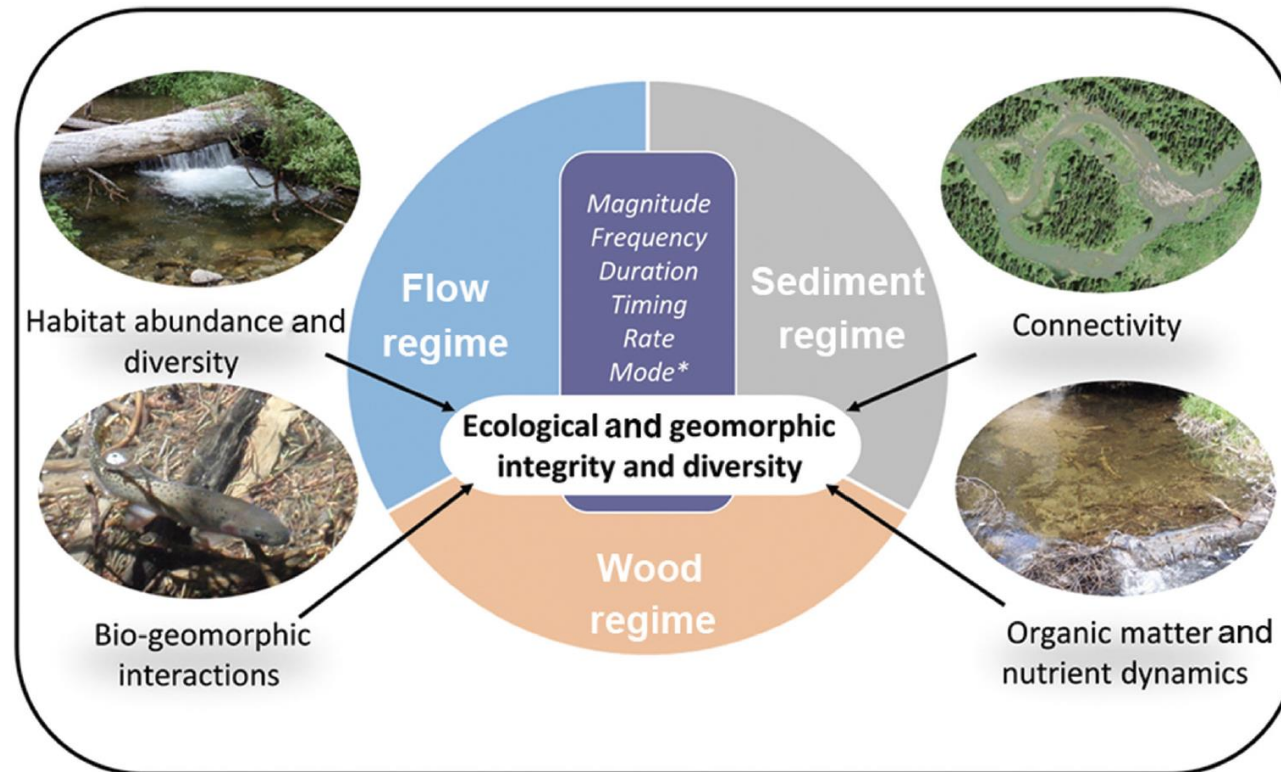 Habitat abundance and
diversity
Bio-geomorphic
interactions
Flow
regime
Magnitude
Frequency
Duration
Timing
Rate
Mode*
Sediment
regime
Ecological and geomorphic
integrity and diversity
Wood
regime
Connectivity
Organic matter and
nutrient dynamics